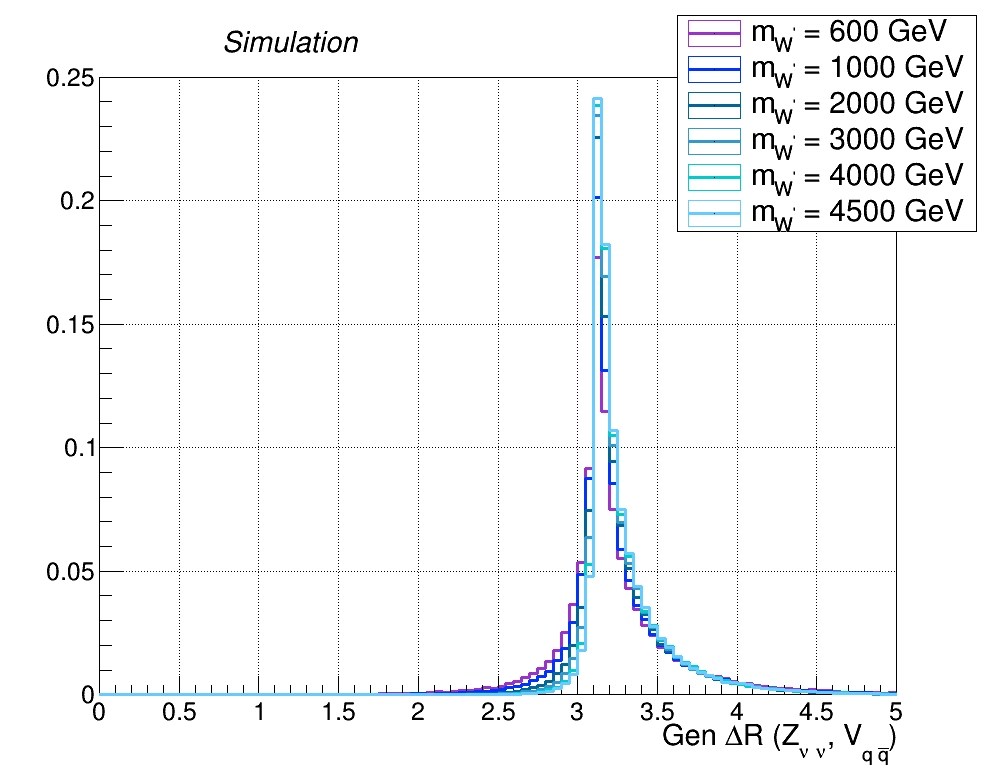 Simulation
m_W' = 600 GeV
m_W' = 1000 GeV
m_W' = 2000 GeV
m_W' = 3000 GeV
m_W' = 4000 GeV
m_W' = 4500 GeV
0.25
0.2
0.15
0.1
0.05
0
0 0.5 1 1.5 2 2.5 3 3.5 4 4.5 5
Gen ΔR (Z_ν ν, V_q q̅)